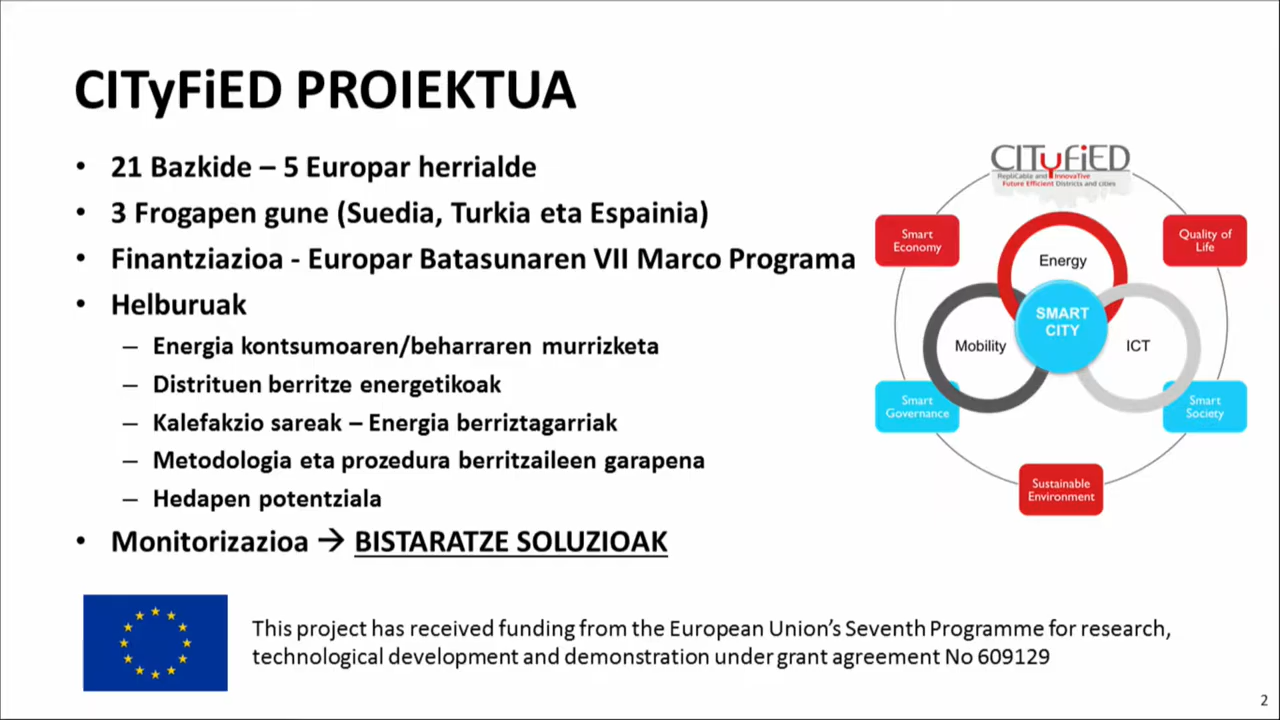 CITyFiED PROIEKTUA
• 21 Bazkide – 5 Europar herrialde
• 3 Frogapen gune (Suedia, Turkia eta Espainia)
• Finantziazioa - Europar Batasunaren VII Marco Programa
• Helburuak
– Energia kontsumoaren/beharraren murrizketa
– Distrituen berritze energetikoak
– Kalefakzio sareak – Energia berriztagarriak
– Metodologia eta prozedura berritzaileen garapena
– Hedapen potentziala
• Monitorizazioa → BISTARATZE SOLUZIOAK
CITyFiED
RepliCable and InnovaTive
Future Efficient Districts and cities
Smart
Economy
Quality of
Life
Energy
SMART
CITY
Mobility
ICT
Smart
Governance
Smart
Society
Sustainable
Environment
This project has received funding from the European Union’s Seventh Programme for research,
technological development and demonstration under grant agreement No 609129
2